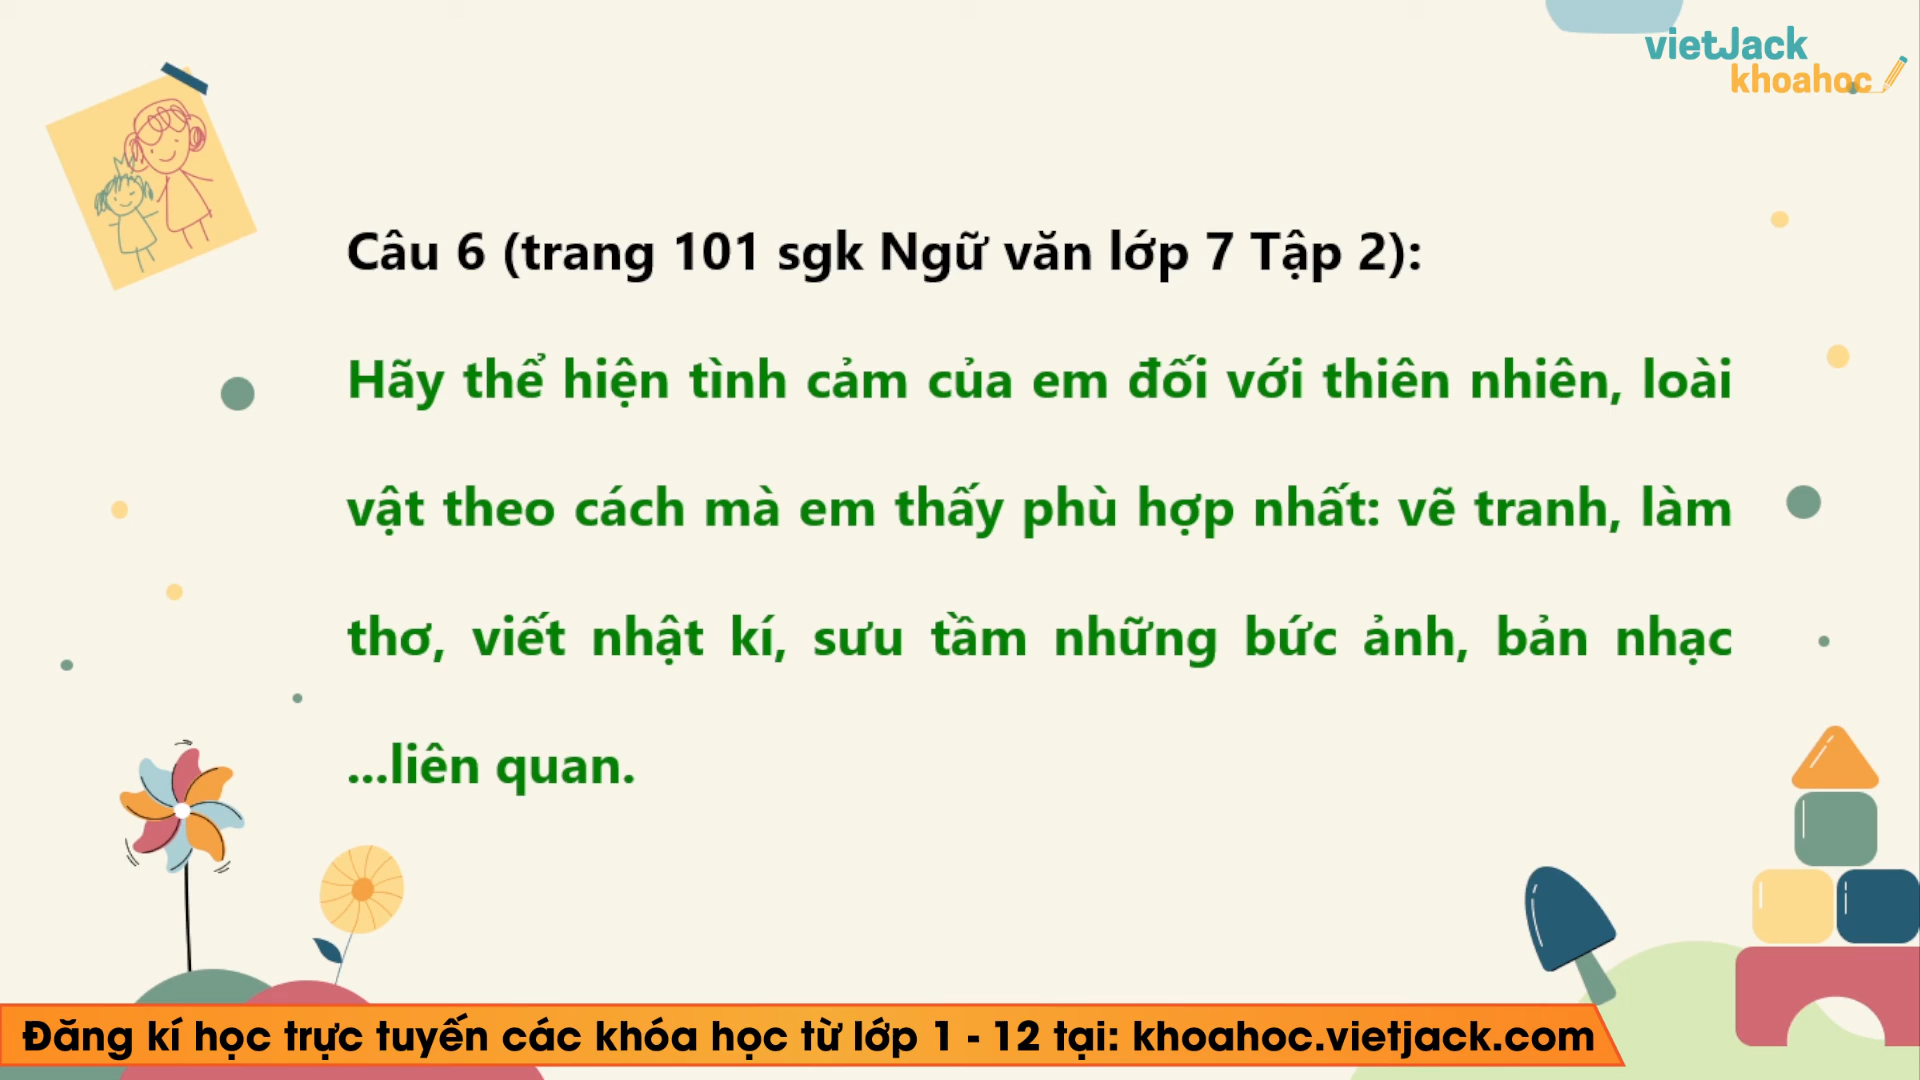 vietJack
khoahoc
Câu 6 (trang 101 sgk Ngữ văn lớp 7 Tập 2):
Hãy thể hiện tình cảm của em đối với thiên nhiên, loài
vật theo cách mà em thấy phù hợp nhất: vẽ tranh, làm
thơ, viết nhật kí, sưu tầm những bức ảnh, bản nhạc
...liên quan.
Đăng kí học trực tuyến các khóa học từ lớp 1 - 12 tại: khoahoc.vietjack.com